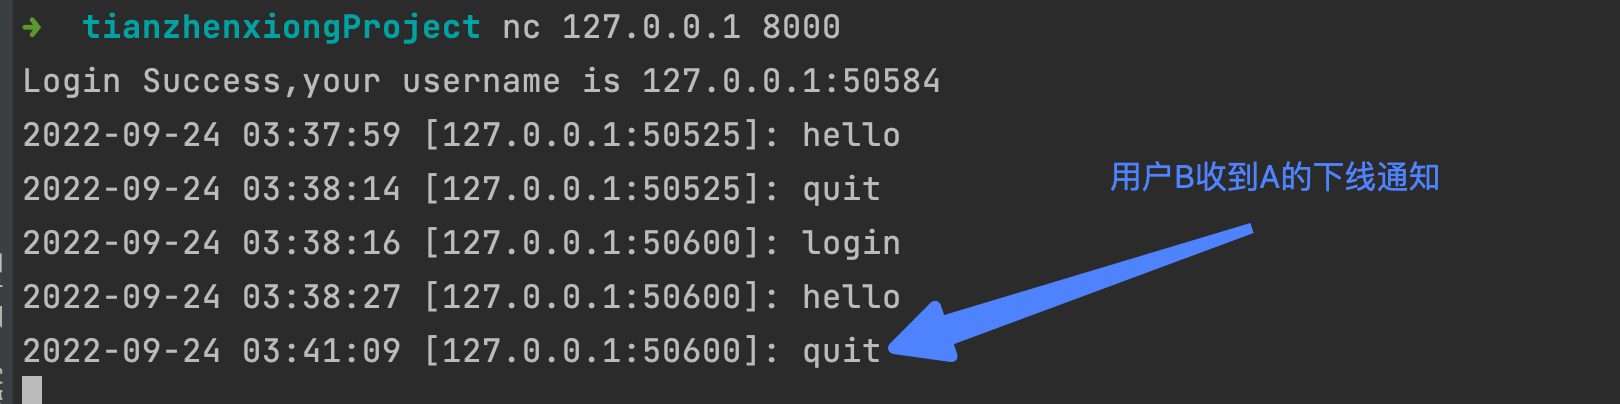 ➜  tianzhenxiongProject nc 127.0.0.1 8000
Login Success,your username is 127.0.0.1:50584
2022-09-24 03:37:59 [127.0.0.1:50525]: hello
用户B收到A的下线通知
2022-09-24 03:38:14 [127.0.0.1:50525]: quit
2022-09-24 03:38:16 [127.0.0.1:50600]: login
2022-09-24 03:38:27 [127.0.0.1:50600]: hello
2022-09-24 03:41:09 [127.0.0.1:50600]: quit